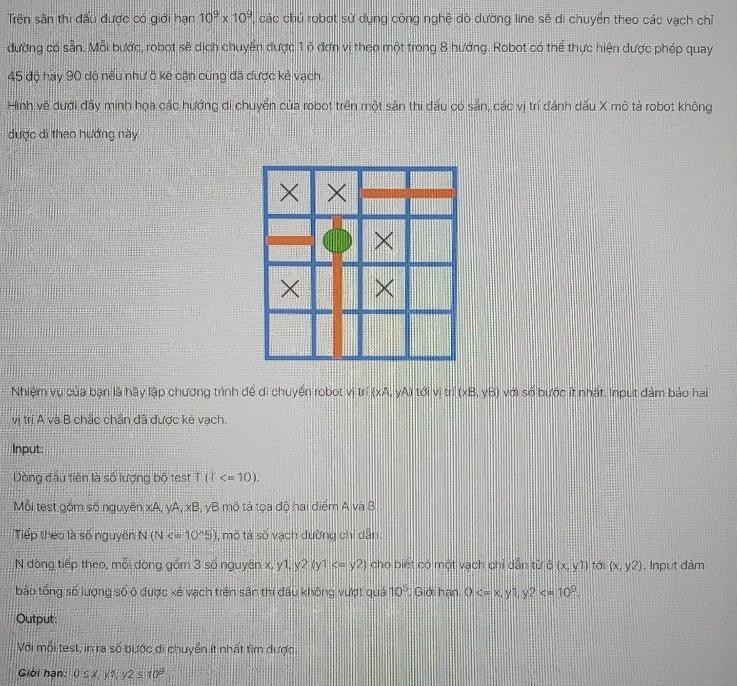 Trên sân thi đấu được có giới hạn 10⁹ x 10⁹, các chú robot sử dụng công nghệ dò đường line sẽ di chuyển theo các vạch chỉ
đường có sẵn. Mỗi bước, robot sẽ dịch chuyển được 1 ô đơn vị theo một trong 8 hướng. Robot có thể thực hiện được phép quay
45 độ hay 90 độ nếu như ô kề cận cũng đã được kẻ vạch.
Hình vẽ dưới đây minh họa các hướng di chuyển của robot trên một sân thi đấu có sẵn, các vị trí đánh dấu X mô tả robot không
được đi theo hướng này.
Nhiệm vụ của bạn là hãy lập chương trình để di chuyển robot vị trí (xA, yA) tới vị trí (xB, yB) với số bước ít nhất. Input đảm bảo hai
vị trí A và B chắc chắn đã được kẻ vạch.
Input:
Dòng đầu tiên là số lượng bộ test T (T <= 10).
Mỗi test gồm số nguyên xA, yA, xB, yB mô tả tọa độ hai điểm A và B.
Tiếp theo là số nguyên N (N <= 10^5), mô tả số vạch đường chỉ dẫn.
N dòng tiếp theo, mỗi dòng gồm 3 số nguyên x, y1, y2 (y1 <= y2) cho biết có một vạch chỉ dẫn từ ô (x, y1) tới (x, y2). Input đảm
bảo tổng số lượng số ô được kẻ vạch trên sân thi đấu không vượt quá 10⁵. Giới hạn: 0 <= x, y1, y2 <= 10⁹.
Output:
Với mỗi test, in ra số bước di chuyển ít nhất tìm được.
Giới hạn: 0 ≤ x, y1, y2 ≤ 10⁹